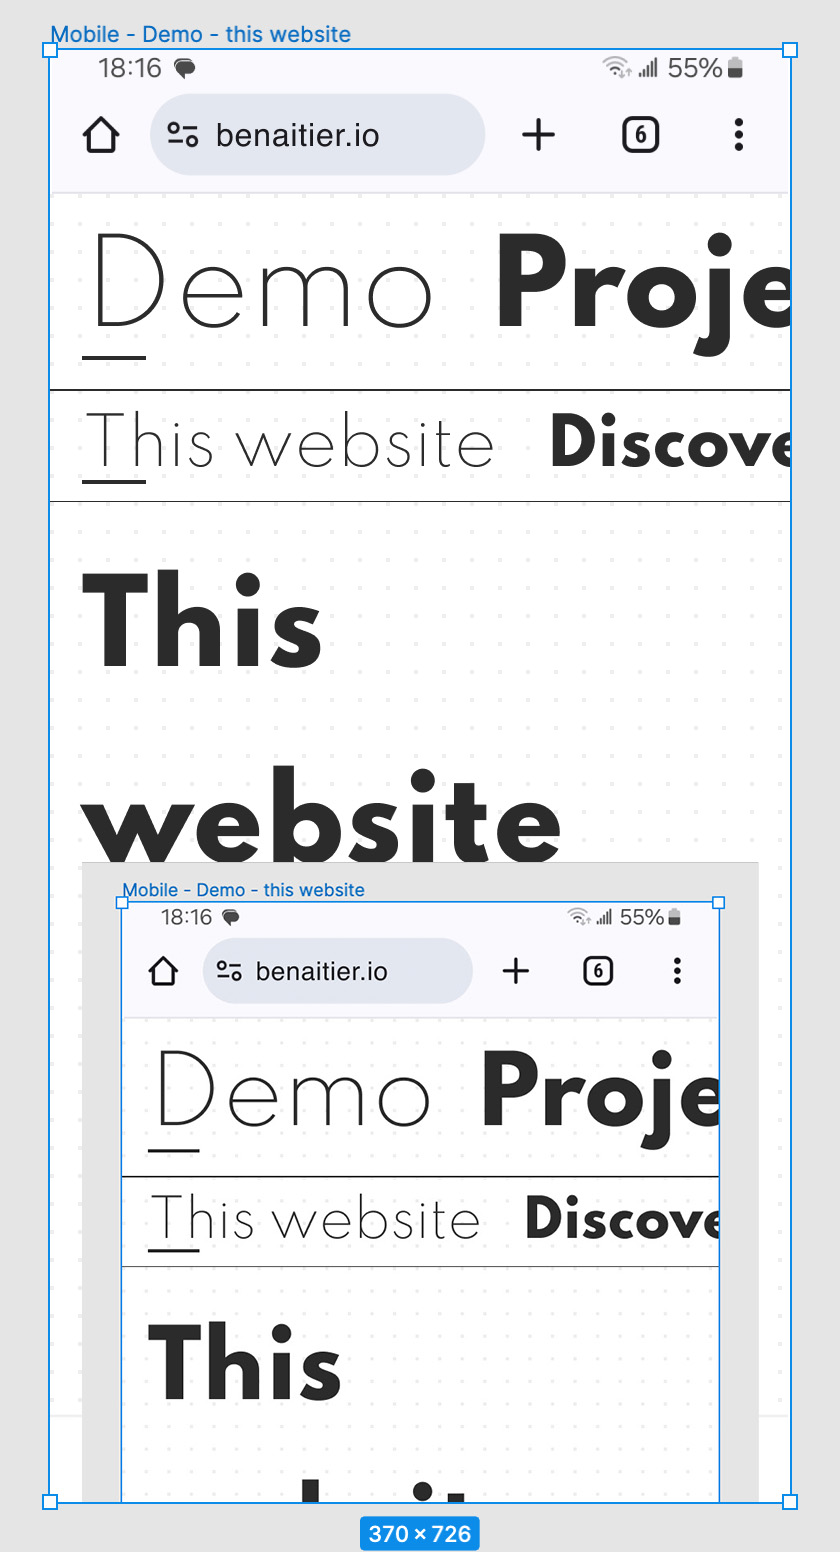 Mobile - Demo - this website
18:16 55%
benaitier.io 6
Demo Proje
This website Discove
This
website
Mobile - Demo - this website
18:16 55%
benaitier.io 6
Demo Proje
This website Discove
This
370 × 726